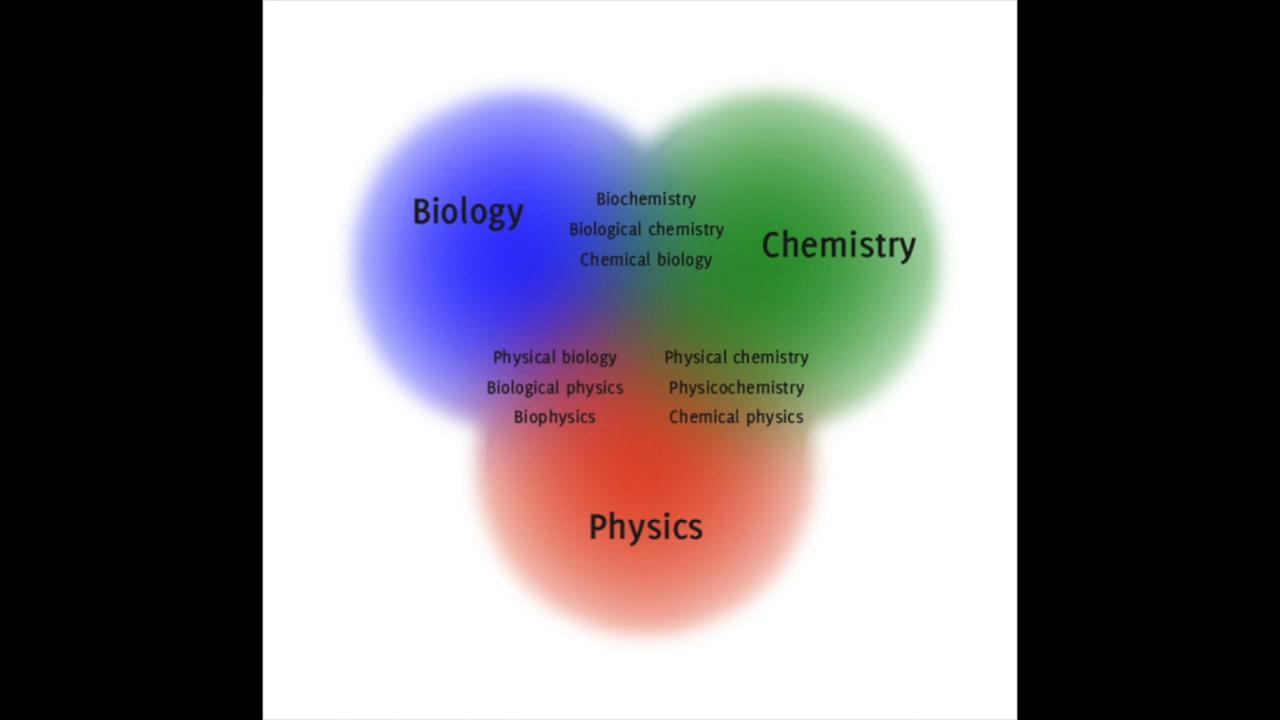 Biology
Biochemistry
Biological chemistry
Chemical biology
Chemistry
Physical biology
Biological physics
Biophysics
Physical chemistry
Physicochemistry
Chemical physics
Physics